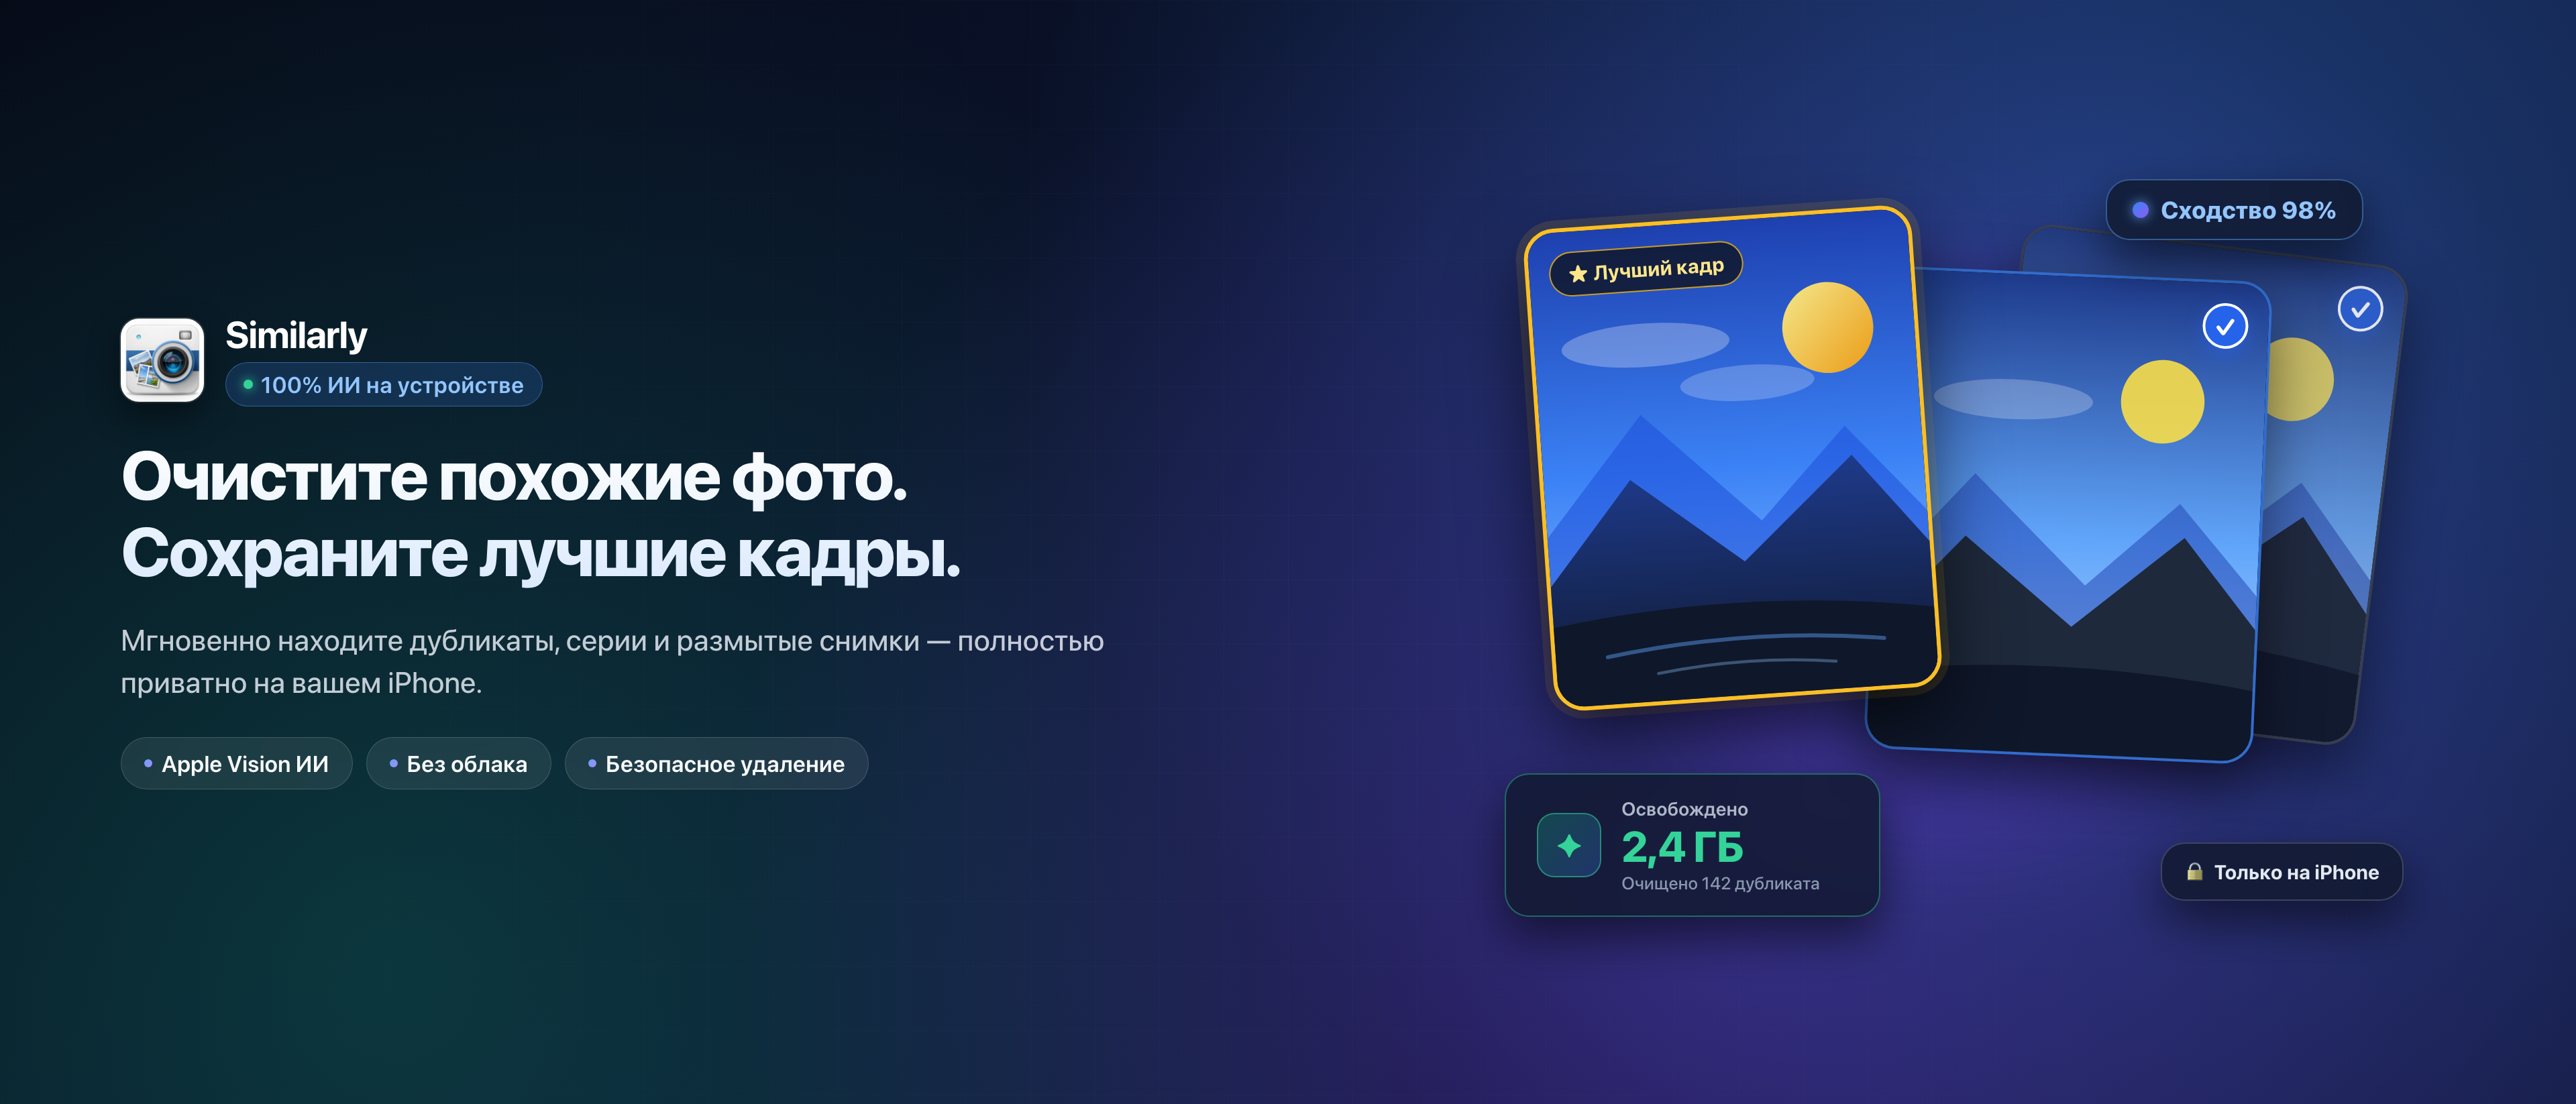 Similarly
100% ИИ на устройстве
Очистите похожие фото.
Сохраните лучшие кадры.
Мгновенно находите дубликаты, серии и размытые снимки — полностью
приватно на вашем iPhone.
Apple Vision ИИ
Без облака
Безопасное удаление
Сходство 98%
Лучший кадр
Освобождено
2,4 ГБ
Очищено 142 дубликата
Только на iPhone